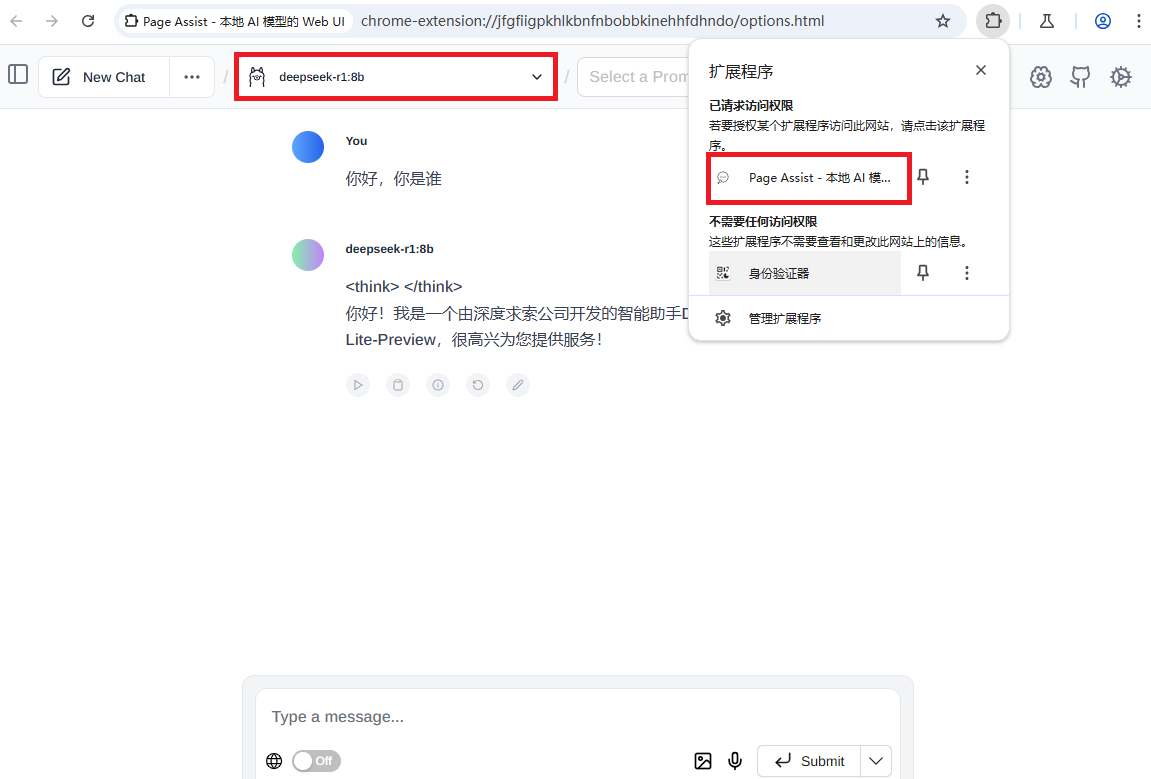 Page Assist - 本地 AI 模型的 Web UI
chrome-extension://jfgfiigpkhlkbnfnbobbkinehhfdhndo/options.html
New Chat
/
deepseek-r1:8b
/
Select a Prom
扩展程序
已请求访问权限
若要授权某个扩展程序访问此网站，请点击该扩展程
序。
Page Assist - 本地 AI 模...
不需要任何访问权限
这些扩展程序不需要查看和更改此网站上的信息。
身份验证器
管理扩展程序
You
你好，你是谁
deepseek-r1:8b
<think> </think>
你好！我是一个由深度求索公司开发的智能助手
Lite-Preview，很高兴为您提供服务！
Type a message...
Off
Submit